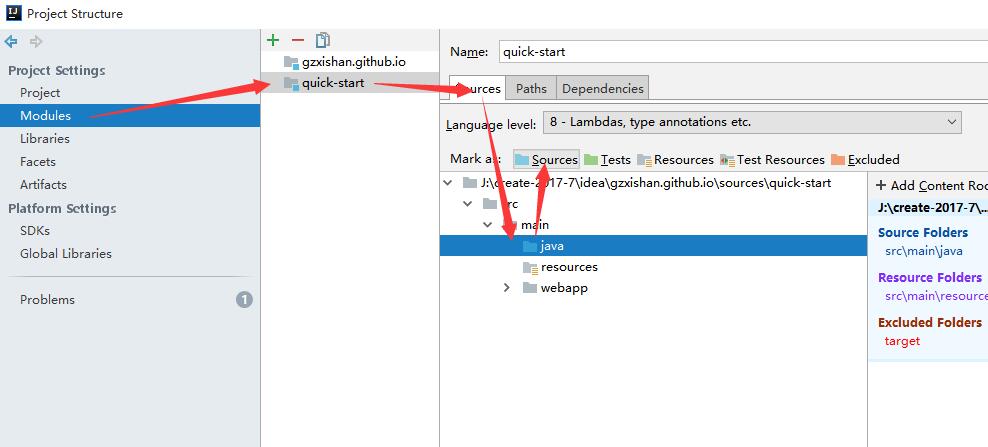 Project Structure
Project Settings
Project
Modules
Libraries
Facets
Artifacts
Platform Settings
SDKs
Global Libraries
Problems
1
gzxishan.github.io
quick-start
Name: quick-start
Sources Paths Dependencies
Language level: 8 - Lambdas, type annotations etc.
Mark as: Sources Tests Resources Test Resources Excluded
J:\create-2017-7\idea\gzxishan.github.io\sources\quick-start
src
main
java
resources
webapp
+ Add Content Roo
J:\create-2017-7\...
Source Folders
src\main\java
Resource Folders
src\main\resource
Excluded Folders
target